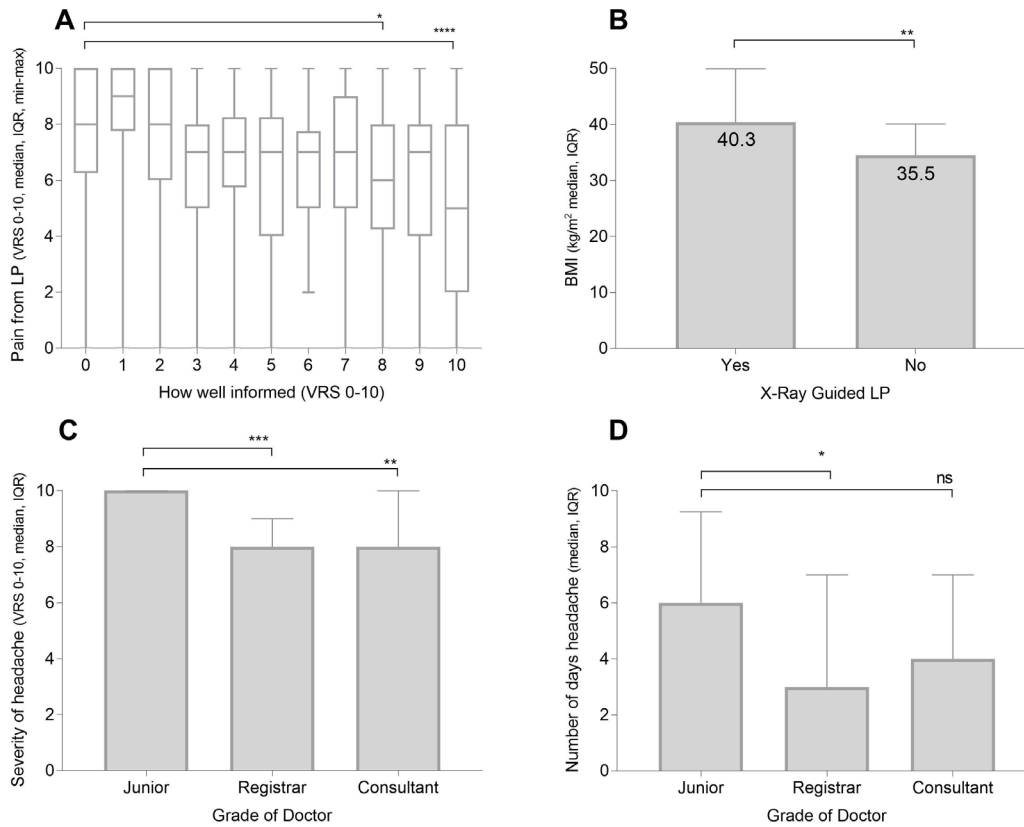 A
*
****
Pain from LP (VRS 0-10, median, IQR, min-max)
10
8
6
4
2
0
0 1 2 3 4 5 6 7 8 9 10
How well informed (VRS 0-10)
B
**
BMI (kg/m² median, IQR)
50
40
30
20
10
0
40.3
35.5
Yes No
X-Ray Guided LP
C
***
**
Severity of headache (VRS 0-10, median, IQR)
10
8
6
4
2
0
Junior Registrar Consultant
Grade of Doctor
D
*
ns
Number of days headache (median, IQR)
10
8
6
4
2
0
Junior Registrar Consultant
Grade of Doctor